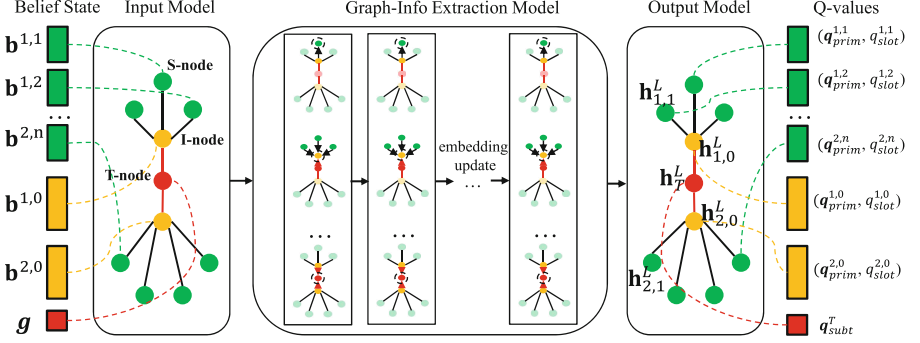 Belief State
Input Model
Graph-Info Extraction Model
Output Model
Q-values
b^{1,1}
b^{1,2}
...
b^{2,n}
b^{1,0}
b^{2,0}
g
S-node
I-node
T-node
...
...
embedding
update
...
...
h^L_{1,1}
h^L_{1,0}
h^L_T
h^L_{2,0}
h^L_{2,1}
(q^{1,1}_{prim}, q^{1,1}_{slot})
(q^{1,2}_{prim}, q^{1,2}_{slot})
...
(q^{2,n}_{prim}, q^{2,n}_{slot})
(q^{1,0}_{prim}, q^{1,0}_{slot})
(q^{2,0}_{prim}, q^{2,0}_{slot})
q^T_{subt}